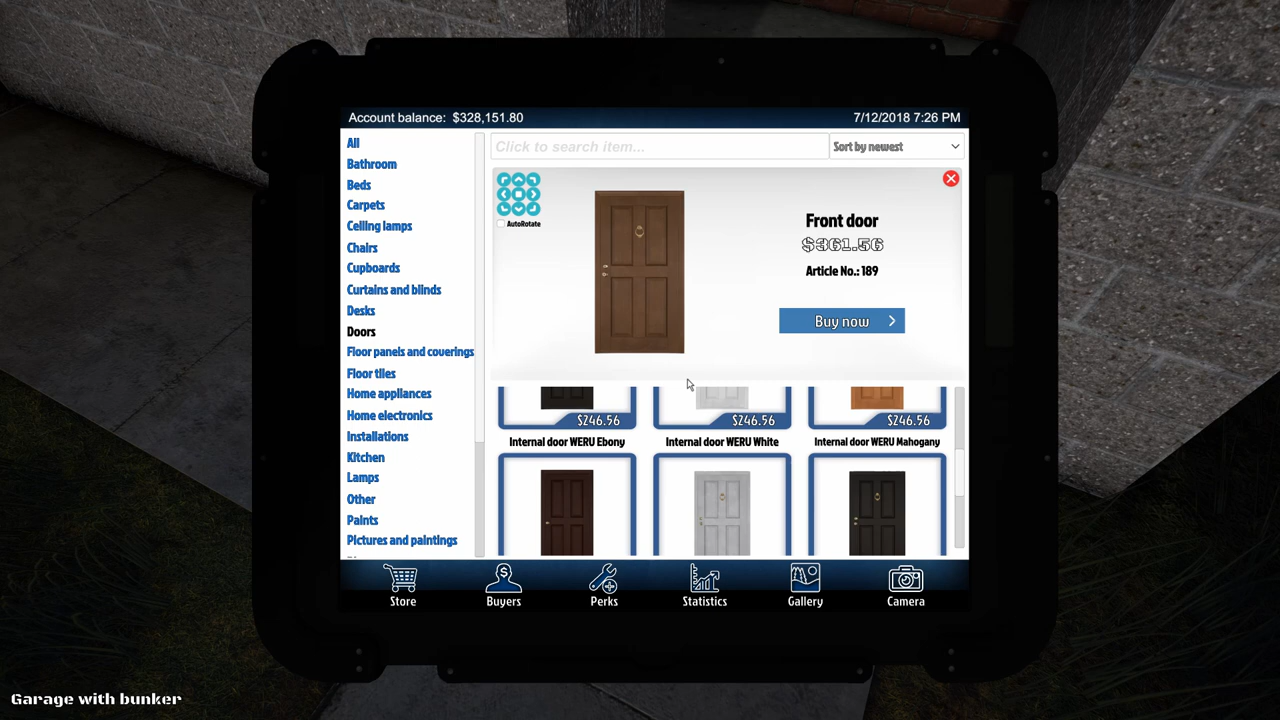 Account balance: $328,151.80
7/12/2018 7:26 PM
All
Bathroom
Beds
Carpets
Ceiling lamps
Chairs
Cupboards
Curtains and blinds
Desks
Doors
Floor panels and coverings
Floor tiles
Home appliances
Home electronics
Installations
Kitchen
Lamps
Other
Paints
Pictures and paintings
Click to search item...
Sort by newest
AutoRotate
Front door
$361.56
Article No.: 189
Buy now
$246.56
$246.56
$246.56
Internal door WERU Ebony
Internal door WERU White
Internal door WERU Mahogany
Store
Buyers
Perks
Statistics
Gallery
Camera
Garage with bunker